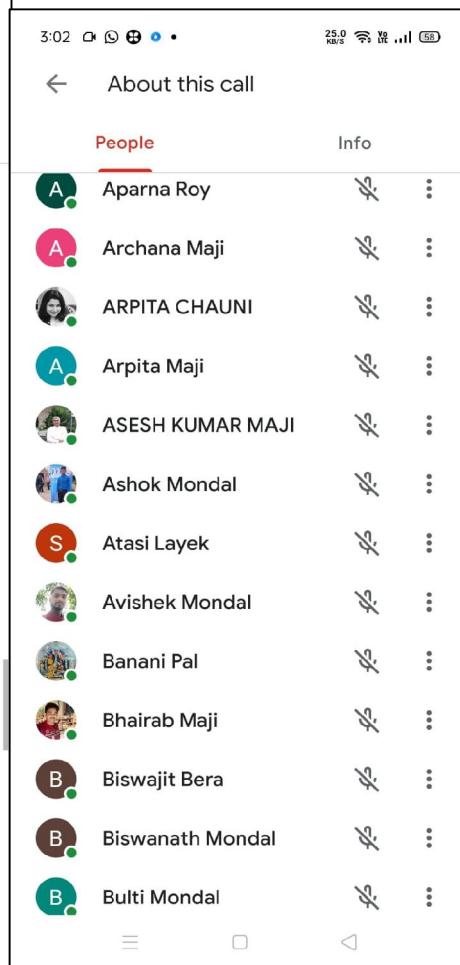 3:02 25.0 KB/S Vo LTE 58
About this call
People Info
A Aparna Roy
A Archana Maji
ARPITA CHAUNI
A Arpita Maji
ASESH KUMAR MAJI
Ashok Mondal
S Atasi Layek
Avishek Mondal
Banani Pal
Bhairab Maji
B Biswajit Bera
B Biswanath Mondal
B Bulti Mondal